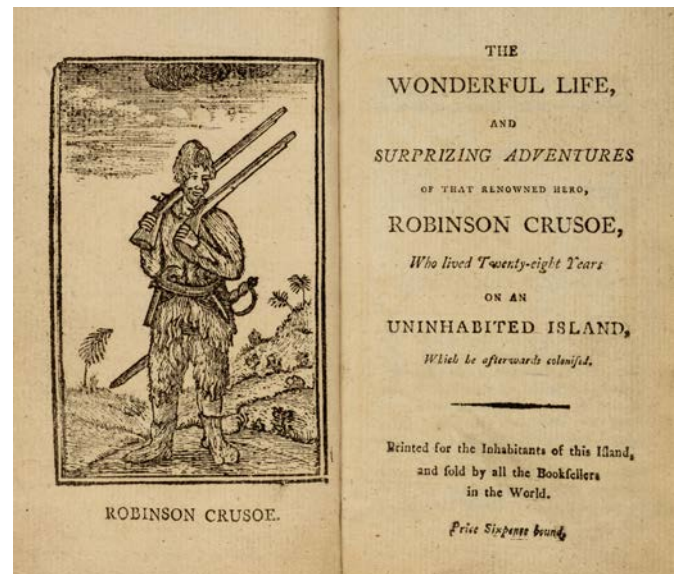 ROBINSON CRUSOE.
THE
WONDERFUL LIFE,
AND
SURPRIZING ADVENTURES
OF THAT RENOWNED HERO,
ROBINSON CRUSOE,
Who lived Twenty-eight Years
ON AN
UNINHABITED ISLAND,
Which he afterwards coloniſed.
Printed for the Inhabitants of this Iſland,
and ſold by all the Bookſellers
in the World.
Price Sixpence bound,